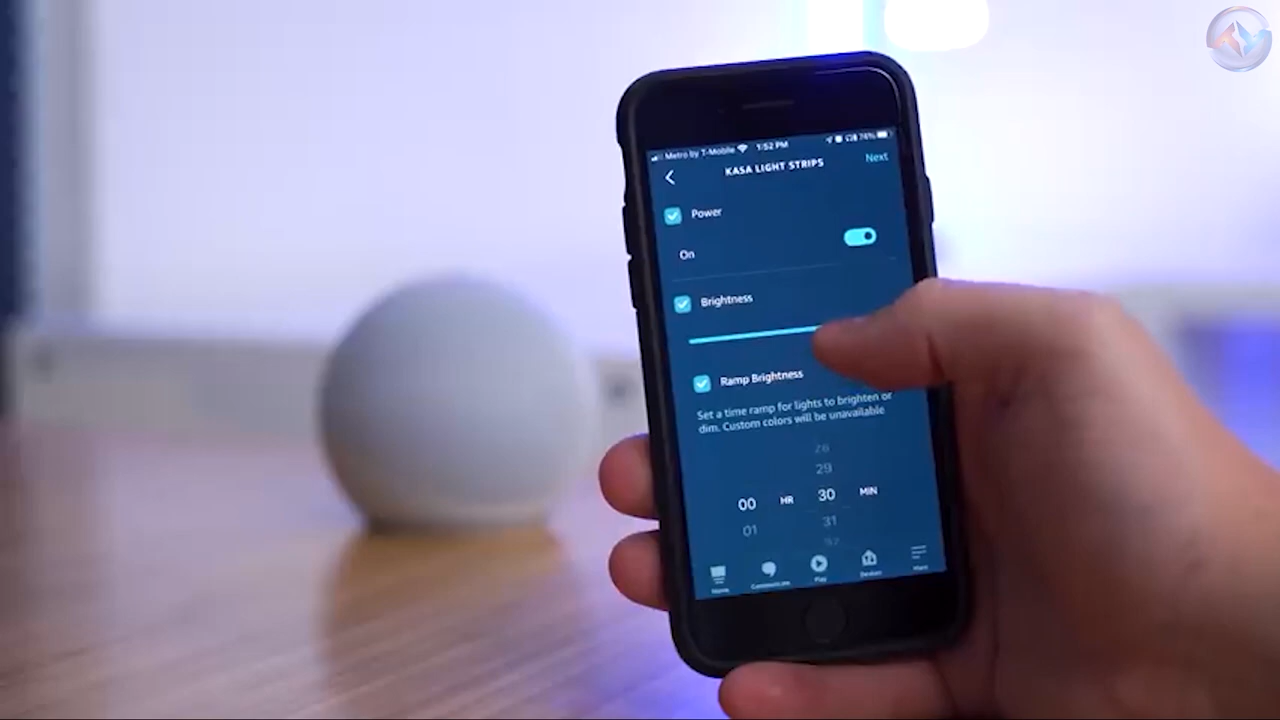 Metro by T-Mobile 1:52 PM 74%
KASA LIGHT STRIPS Next
Power
On
Brightness
Ramp Brightness
Set a time ramp for lights to brighten or
dim. Custom colors will be unavailable
28
29
00 HR 30 MIN
01 31
32
Home Communicate Play Devices More